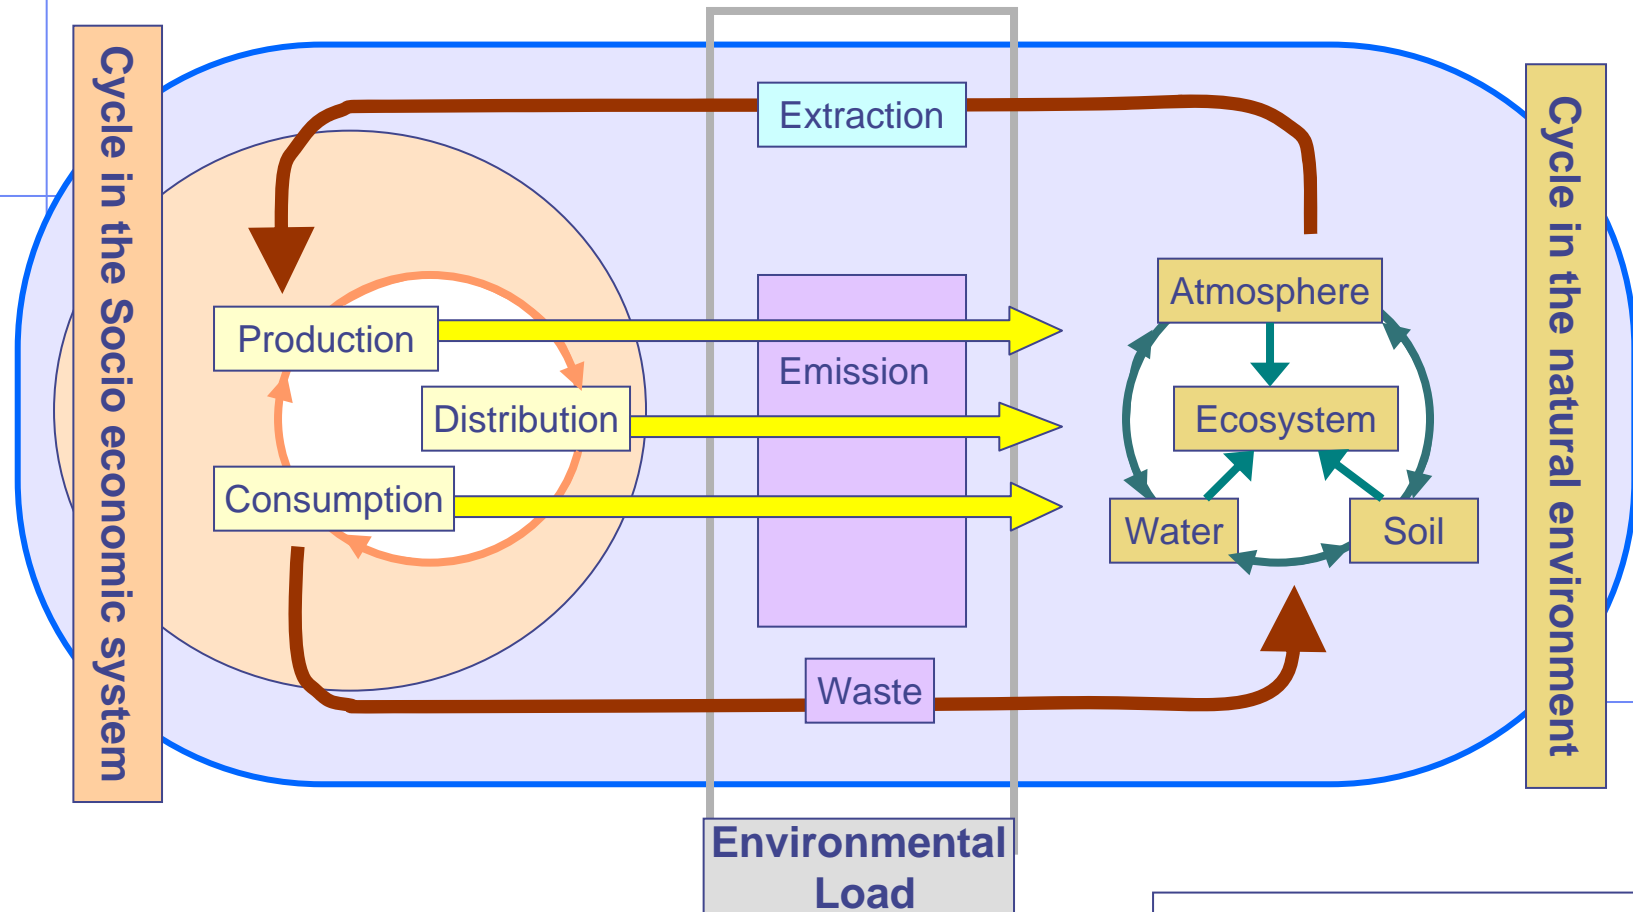 Cycle in the Socio economic system
Extraction
Production
Distribution
Consumption
Emission
Waste
Atmosphere
Ecosystem
Water
Soil
Cycle in the natural environment
Environmental
Load